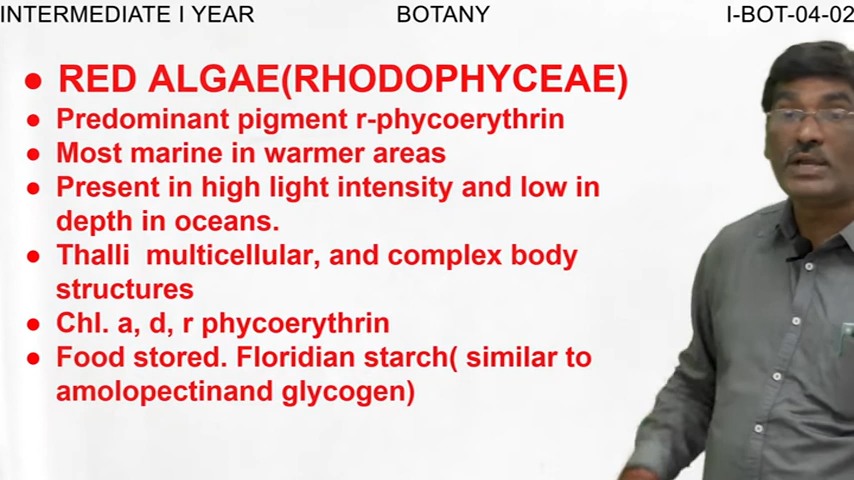 INTERMEDIATE I YEAR BOTANY I-BOT-04-02
• RED ALGAE(RHODOPHYCEAE)
• Predominant pigment r-phycoerythrin
• Most marine in warmer areas
• Present in high light intensity and low in
depth in oceans.
• Thalli multicellular, and complex body
structures
• Chl. a, d, r phycoerythrin
• Food stored. Floridian starch( similar to
amolopectinand glycogen)